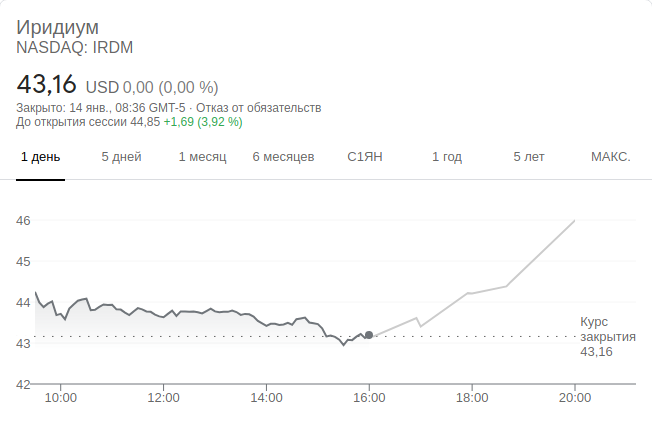 Иридиум
NASDAQ: IRDM
43,16 USD 0,00 (0,00 %)
Закрыто: 14 янв., 08:36 GMT-5 · Отказ от обязательств
До открытия сессии 44,85 +1,69 (3,92 %)
1 день 5 дней 1 месяц 6 месяцев С1ЯН 1 год 5 лет МАКС.
46
45
44
43
42
Курс
закрытия
43,16
10:00 12:00 14:00 16:00 18:00 20:00